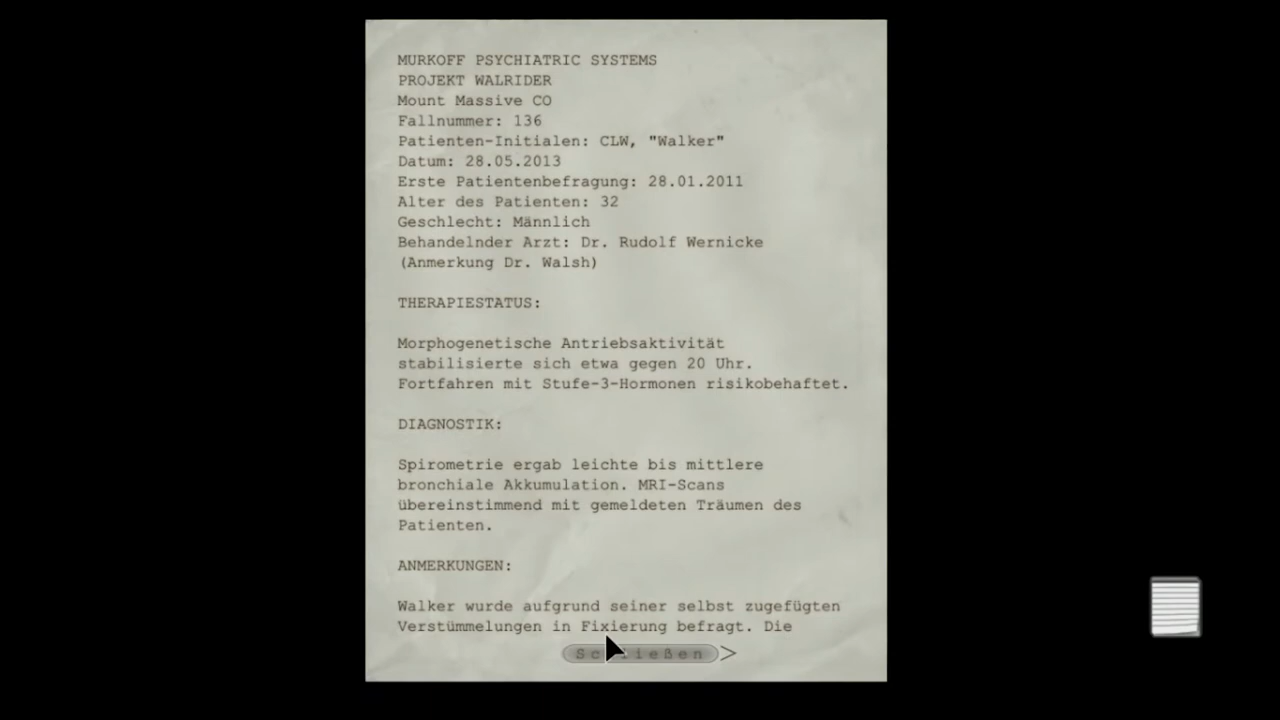 MURKOFF PSYCHIATRIC SYSTEMS
PROJEKT WALRIDER
Mount Massive CO
Fallnummer: 136
Patienten-Initialen: CLW, "Walker"
Datum: 28.05.2013
Erste Patientenbefragung: 28.01.2011
Alter des Patienten: 32
Geschlecht: Männlich
Behandelnder Arzt: Dr. Rudolf Wernicke
(Anmerkung Dr. Walsh)
THERAPIESTATUS:
Morphogenetische Antriebsaktivität
stabilisierte sich etwa gegen 20 Uhr.
Fortfahren mit Stufe-3-Hormonen risikobehaftet.
DIAGNOSTIK:
Spirometrie ergab leichte bis mittlere
bronchiale Akkumulation. MRI-Scans
übereinstimmend mit gemeldeten Träumen des
Patienten.
ANMERKUNGEN:
Walker wurde aufgrund seiner selbst zugefügten
Verstümmelungen in Fixierung befragt. Die
Schließen >